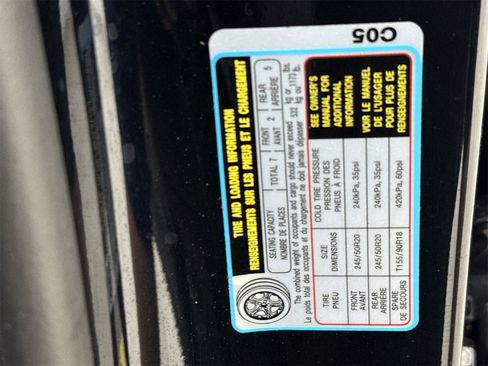 C05
TIRE AND LOADING INFORMATION
RENSEIGNEMENTS SUR LES PNEUS ET LE CHARGEMENT
SEATING CAPACITY
NOMBRE DE PLACES
TOTAL 7
FRONT
AVANT
2
REAR
ARRIÈRE
5
The combined weight of occupants and cargo should never exceed
Le poids total des occupants et du chargement ne doit jamais dépasser
532 kg or 1173 lb.
kg ou lb.
TIRE
PNEU
SIZE
DIMENSIONS
COLD TIRE PRESSURE
PRESSION DES
PNEUS À FROID
FRONT
AVANT
245/50R20
240kPa, 35psi
REAR
ARRIÈRE
245/50R20
240kPa, 35psi
SPARE
DE SECOURS
T155/90R18
420kPa, 60psi
SEE OWNER'S
MANUAL FOR
ADDITIONAL
INFORMATION
VOIR LE MANUEL
DE L'USAGER
POUR PLUS DE
RENSEIGNEMENTS